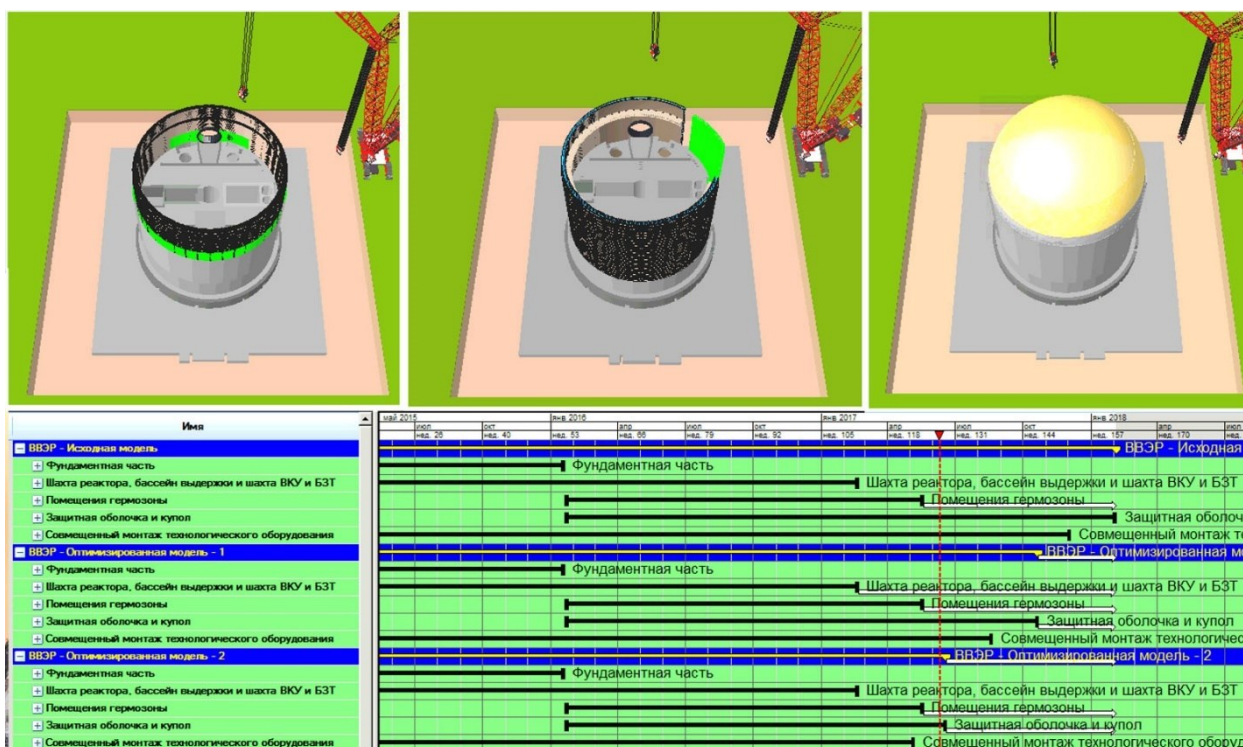 Имя
май 2015 янв 2016 янв 2017 янв 2018
июл окт апр июл окт апр июл окт апр июл
нед. 26 нед. 40 нед. 53 нед. 66 нед. 79 нед. 92 нед. 105 нед. 118 нед. 131 нед. 144 нед. 157 нед. 170 нед.
ВВЭР - Исходная модель ВВЭР - Исходная
Фундаментная часть Фундаментная часть
Шахта реактора, бассейн выдержки и шахта ВКУ и БЗТ Шахта реактора, бассейн выдержки и шахта ВКУ и БЗТ
Помещения гермозоны Помещения гермозоны
Защитная оболочка и купол Защитная оболоч
Совмещенный монтаж технологического оборудования Совмещенный монтаж те
ВВЭР - Оптимизированная модель - 1 ВВЭР - Оптимизированная мо
Фундаментная часть Фундаментная часть
Шахта реактора, бассейн выдержки и шахта ВКУ и БЗТ Шахта реактора, бассейн выдержки и шахта ВКУ и БЗТ
Помещения гермозоны Помещения гермозоны
Защитная оболочка и купол Защитная оболочка и купол
Совмещенный монтаж технологического оборудования Совмещенный монтаж технологичес
ВВЭР - Оптимизированная модель - 2 ВВЭР - Оптимизированная модель - 2
Фундаментная часть Фундаментная часть
Шахта реактора, бассейн выдержки и шахта ВКУ и БЗТ Шахта реактора, бассейн выдержки и шахта ВКУ и БЗТ
Помещения гермозоны Помещения гермозоны
Защитная оболочка и купол Защитная оболочка и купол
Совмещенный монтаж технологического оборудования Совмещенный монтаж технологического оборуд